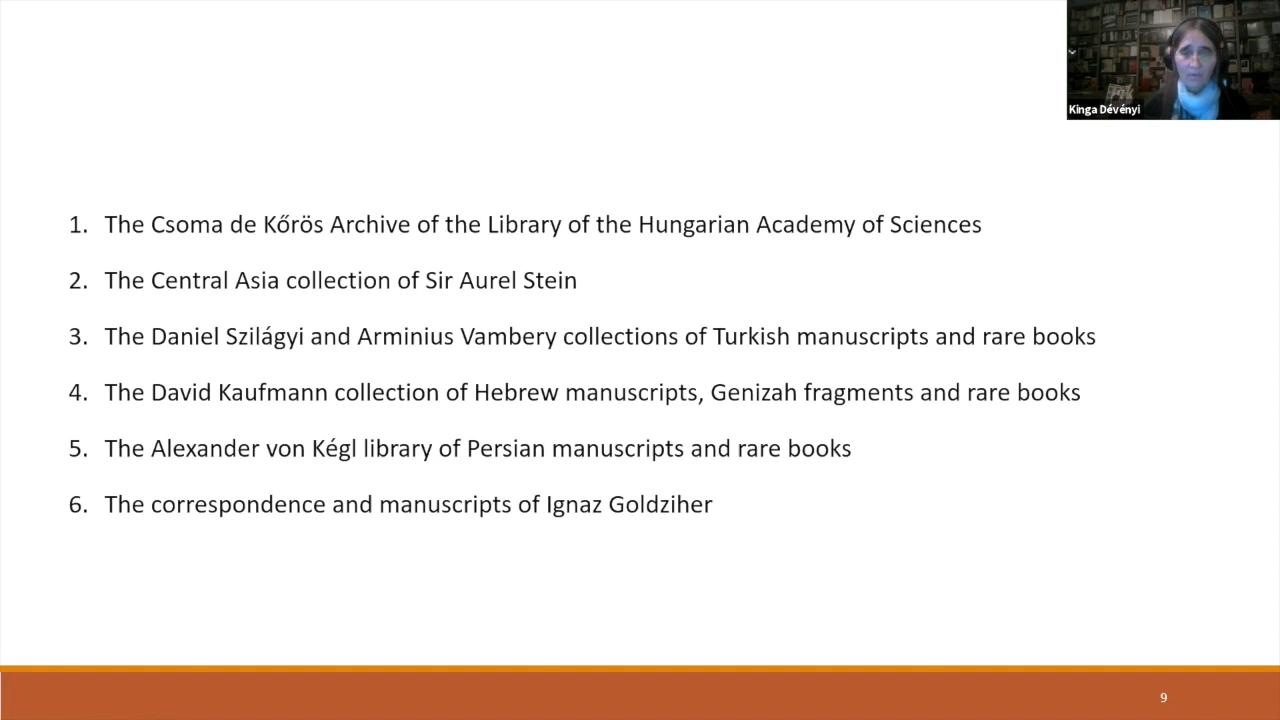 Kinga Dévényi
1. The Csoma de Kőrös Archive of the Library of the Hungarian Academy of Sciences
2. The Central Asia collection of Sir Aurel Stein
3. The Daniel Szilágyi and Arminius Vambery collections of Turkish manuscripts and rare books
4. The David Kaufmann collection of Hebrew manuscripts, Genizah fragments and rare books
5. The Alexander von Kégl library of Persian manuscripts and rare books
6. The correspondence and manuscripts of Ignaz Goldziher
9